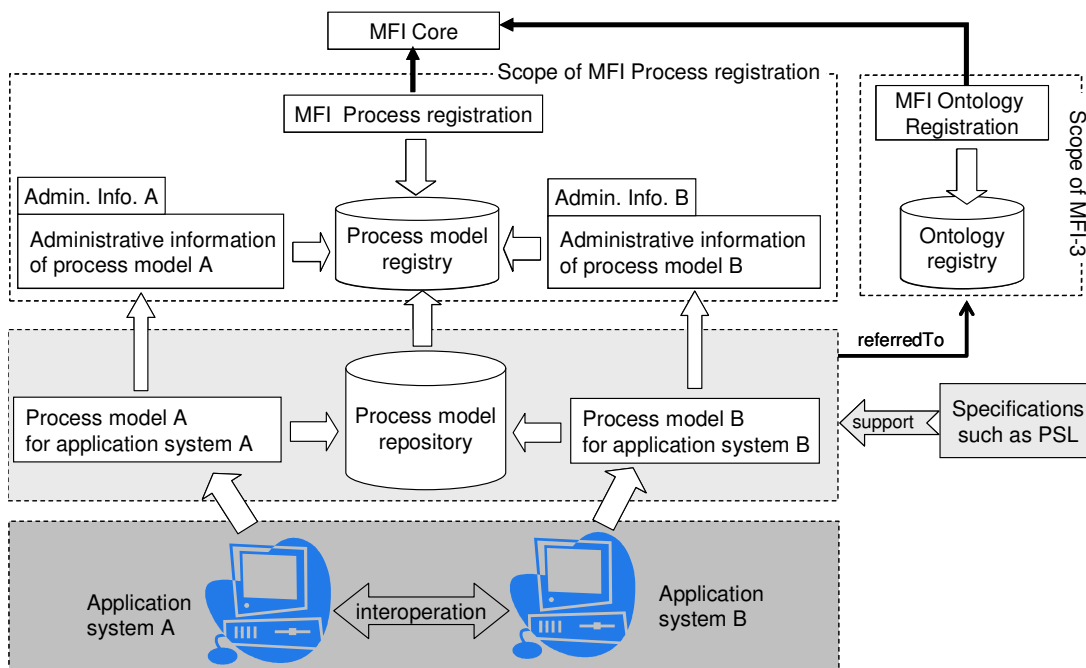 MFI Core
Scope of MFI Process registration
MFI Process registration
MFI Ontology
Registration
Scope of MFI-3
Admin. Info. A
Administrative information
of process model A
Process model
registry
Admin. Info. B
Administrative information
of process model B
Ontology
registry
referredTo
Process model A
for application system A
Process model
repository
Process model B
for application system B
support
Specifications
such as PSL
Application
system A
interoperation
Application
system B